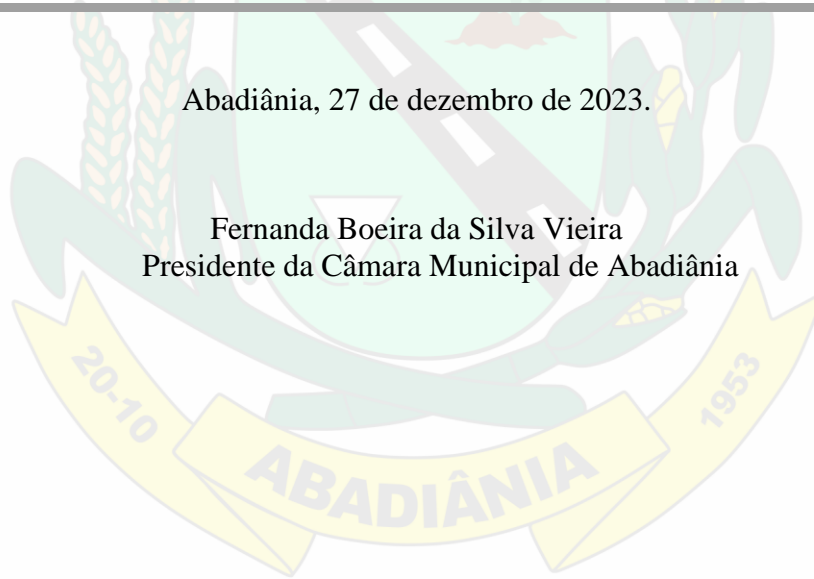 Abadiânia, 27 de dezembro de 2023.
Fernanda Boeira da Silva Vieira
Presidente da Câmara Municipal de Abadiânia
20-10
1953
ABADIÂNIA